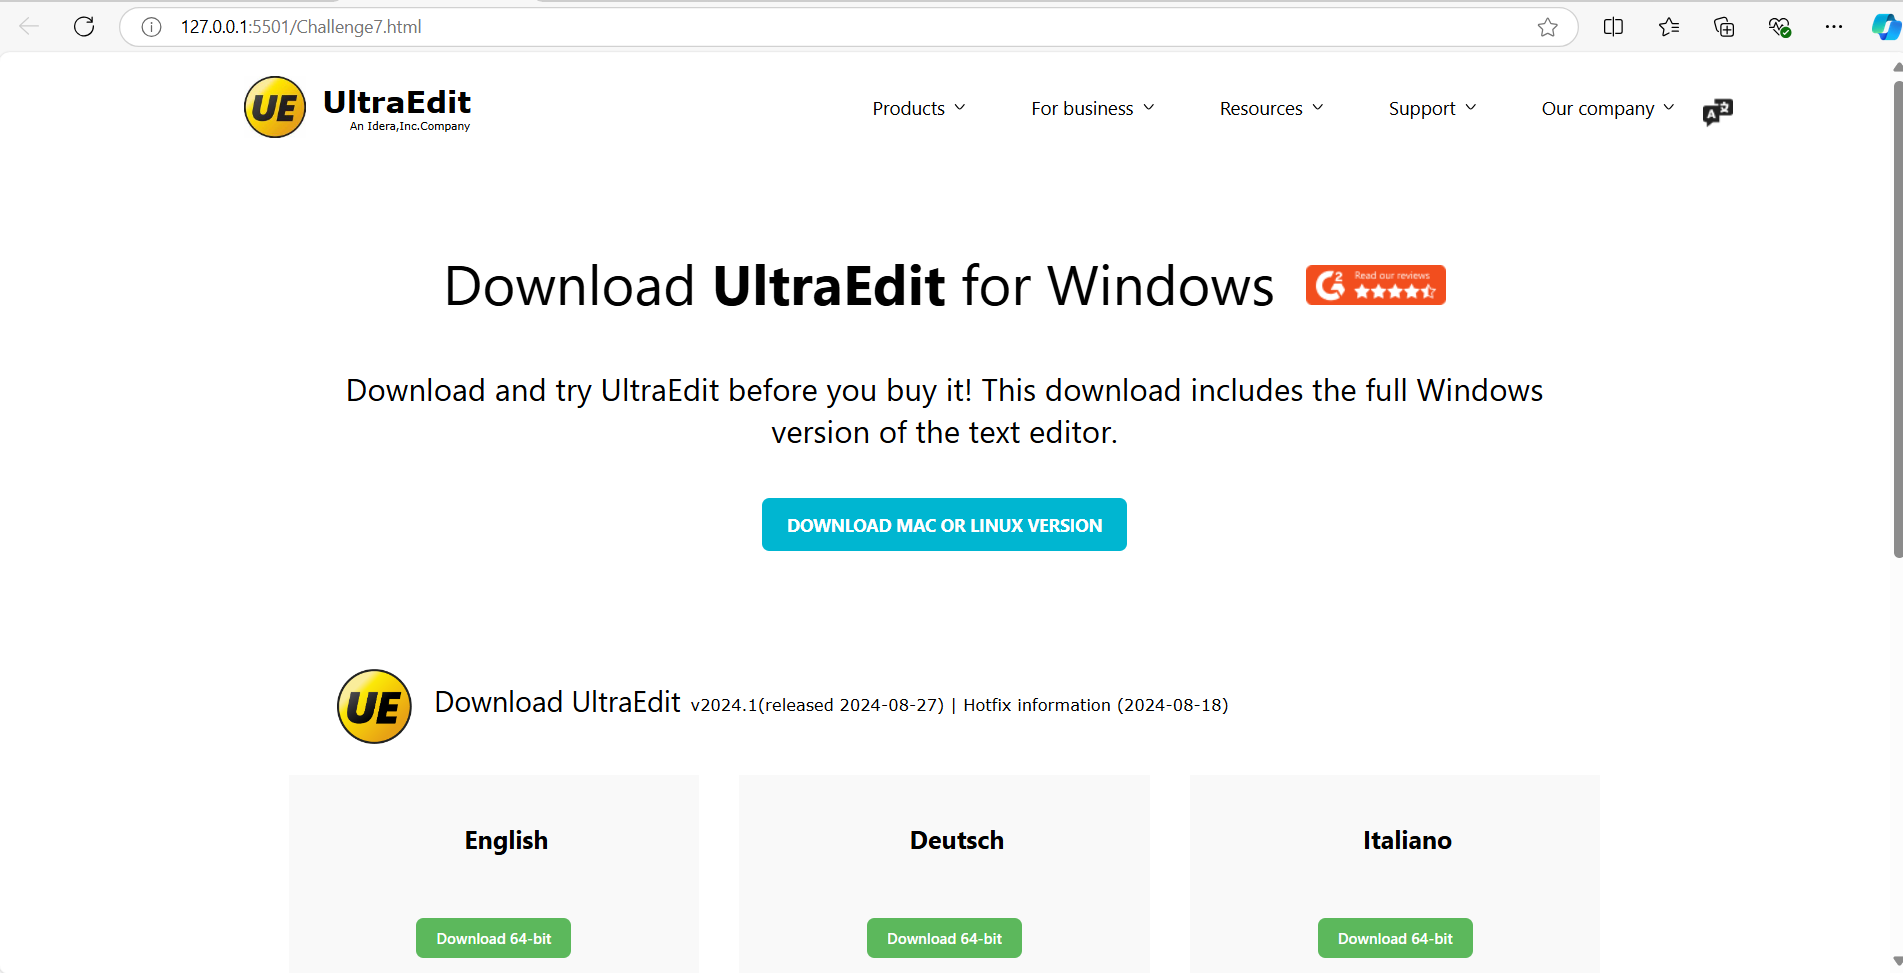 127.0.0.1:5501/Challenge7.html
UE UltraEdit
An Idera,Inc.Company
Products For business Resources Support Our company
Download UltraEdit for Windows
G2 Read our reviews
Download and try UltraEdit before you buy it! This download includes the full Windows
version of the text editor.
DOWNLOAD MAC OR LINUX VERSION
UE Download UltraEdit v2024.1(released 2024-08-27) | Hotfix information (2024-08-18)
English Deutsch Italiano
Download 64-bit Download 64-bit Download 64-bit